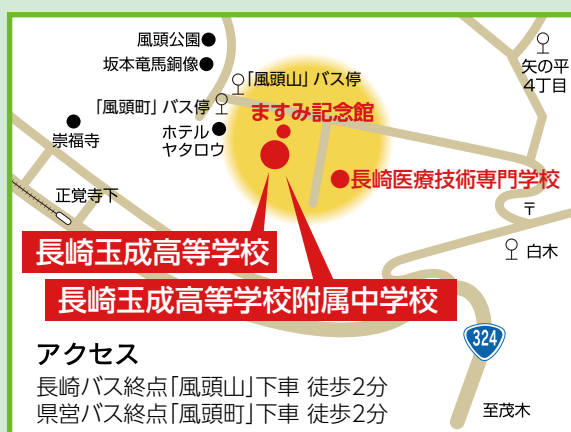 風頭公園
坂本竜馬銅像
「風頭山」バス停
矢の平
4丁目
「風頭町」バス停
ますみ記念館
崇福寺
ホテル
ヤタロウ
長崎医療技術専門学校
正覚寺下
〒
長崎玉成高等学校
白木
長崎玉成高等学校附属中学校
324
アクセス
長崎バス終点「風頭山」下車 徒歩2分
県営バス終点「風頭町」下車 徒歩2分
至茂木